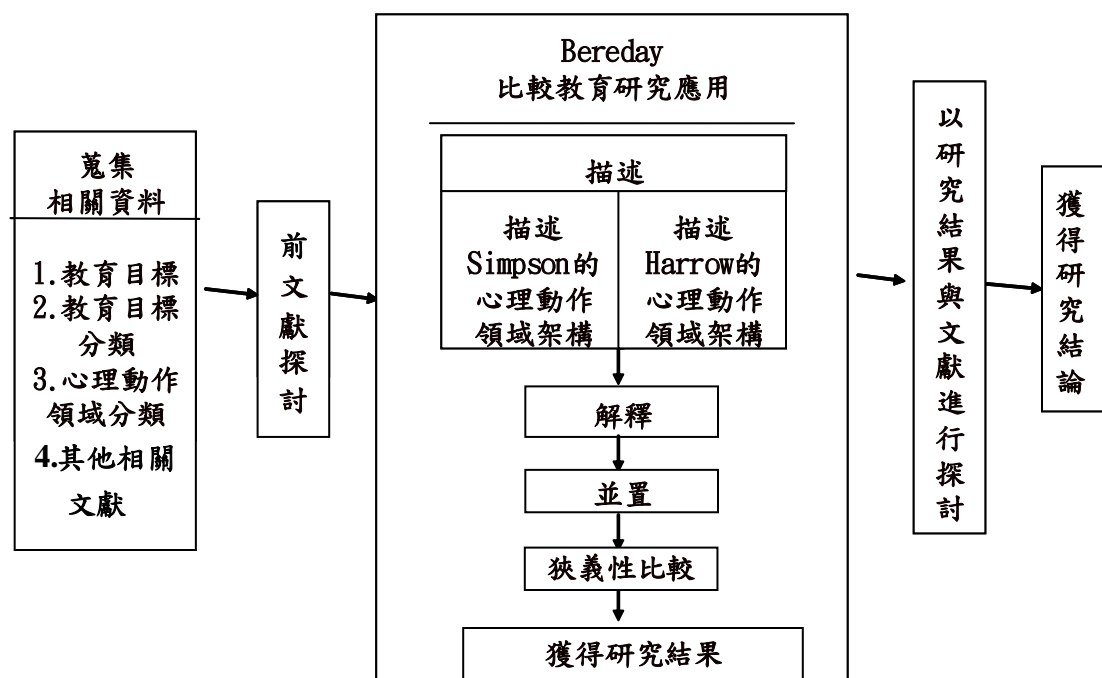 蒐集
相關資料
1.教育目標
2.教育目標
分類
3.心理動作
領域分類
4.其他相關
文獻
前文獻探討
Bereday
比較教育研究應用
描述
描述
Simpson的
心理動作
領域架構
描述
Harrow的
心理動作
領域架構
解釋
並置
狹義性比較
獲得研究結果
以研究結果與文獻進行探討
獲得研究結論